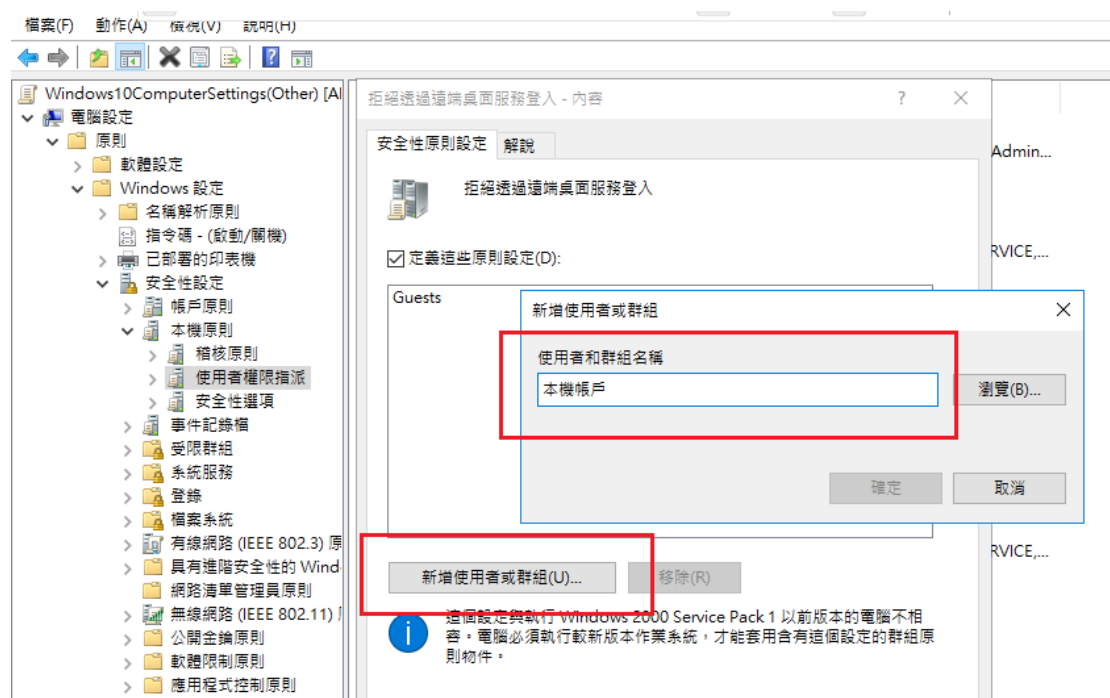 檔案(F) 動作(A) 檢視(V) 說明(H)
Windows10ComputerSettings(Other) [Al
電腦設定
原則
軟體設定
Windows 設定
名稱解析原則
指令碼 - (啟動/關機)
已部署的印表機
安全性設定
帳戶原則
本機原則
稽核原則
使用者權限指派
安全性選項
事件記錄檔
受限群組
系統服務
登錄
檔案系統
有線網路 (IEEE 802.3) 原
具有進階安全性的 Wind
網路清單管理員原則
無線網路 (IEEE 802.11)
公開金鑰原則
軟體限制原則
應用程式控制原則
拒絕透過遠端桌面服務登入 - 內容
安全性原則設定 解說
拒絕透過遠端桌面服務登入
定義這些原則設定(D):
Guests
新增使用者或群組
使用者和群組名稱
本機帳戶
瀏覽(B)...
確定 取消
新增使用者或群組(U)... 移除(R)
這個設定與執行 Windows 2000 Service Pack 1 以前版本的電腦不相
容。電腦必須執行較新版本作業系統，才能套用含有這個設定的群組原
則物件。
Admin...
RVICE,...
RVICE,...